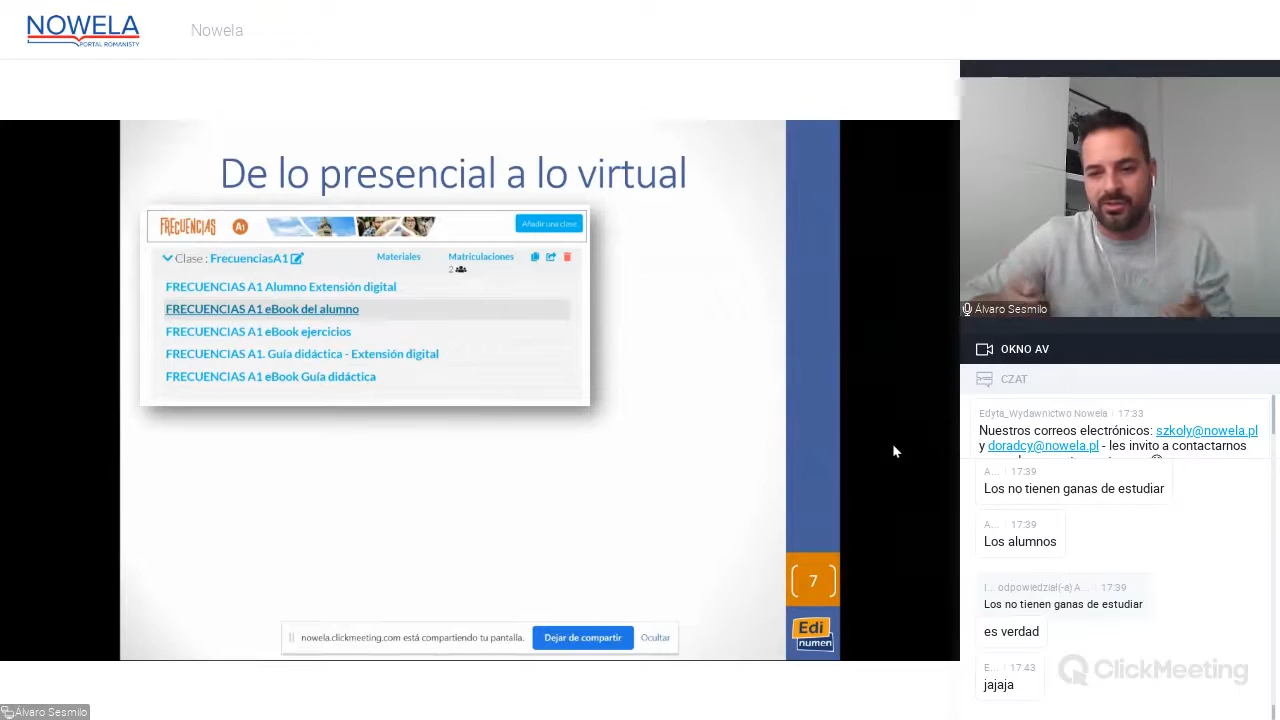 NOWELA
PORTAL ROMANISTY
Nowela
De lo presencial a lo virtual
FRECUENCIAS A1
Añadir una clase
Clase : FrecuenciasA1
Materiales
Matriculaciones
2
FRECUENCIAS A1 Alumno Extensión digital
FRECUENCIAS A1 eBook del alumno
FRECUENCIAS A1 eBook ejercicios
FRECUENCIAS A1. Guía didáctica - Extensión digital
FRECUENCIAS A1 eBook Guía didáctica
7
Edi
numen
nowela.clickmeeting.com está compartiendo tu pantalla.
Dejar de compartir
Ocultar
Álvaro Sesmilo
Álvaro Sesmilo
OKNO AV
CZAT
Edyta_Wydawnictwo Nowela 17:33
Nuestros correos electrónicos: szkoly@nowela.pl
y doradcy@nowela.pl - les invito a contactarnos
A... 17:39
Los no tienen ganas de estudiar
A... 17:39
Los alumnos
I... odpowiedział(-a) A... 17:39
Los no tienen ganas de estudiar
es verdad
E... 17:43
jajaja
ClickMeeting